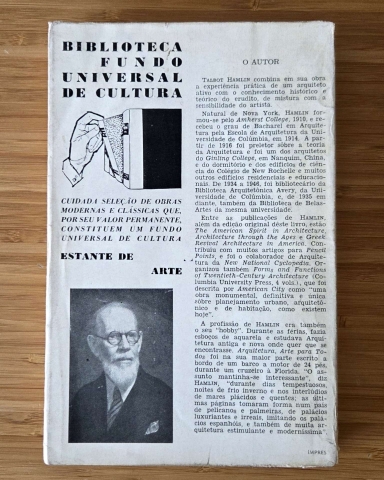 BIBLIOTECA
FUNDO
UNIVERSAL
DE CULTURA
CUIDADA SELEÇÃO DE OBRAS
MODERNAS E CLÁSSICAS QUE,
POR SEU VALOR PERMANENTE,
CONSTITUEM UM FUNDO
UNIVERSAL DE CULTURA
ESTANTE DE
ARTE
O AUTOR
TALBOT HAMLIN combina em sua obra
a experiência prática de um arquiteto
ativo com o conhecimento histórico e
teórico do erudito, de mistura com a
sensibilidade do artista.
Natural de Nova York, HAMLIN for-
mou-se pelo Amherst College, 1910, e re-
cebeu o grau de Bacharel em Arquite-
tura pela Escola de Arquitetura da Uni-
versidade de Colúmbia, em 1914. A par-
tir de 1916 foi proletor sôbre a teoria
da Arquitetura e foi um dos arquitetos
do Ginling College, em Nanquim, China,
e do dormitório e dos edifícios de ciên-
cia do Colégio de New Rochelle e muitos
outros edifícios residenciais e educacio-
nais. De 1934 a 1946, foi bibliotecário da
Biblioteca Arquitetônica Avery, da Uni-
versidade de Colúmbia, e, de 1935 em
diante, também da Biblioteca de Belas-
Artes da mesma universidade.
Entre as publicações de HAMLIN,
além da edição original dêste livro, estão
The American Spirit in Architecture,
Architecture Through the Ages e Greek
Revival Architecture in America. Con-
tribuiu com muitos artigos para Pencil
Points, e foi o colaborador de Arquite-
tura da New National Cyclopedia. Or-
ganizou também Forms and Functions
of Twentieth-Century Architecture (Co-
lumbia University Press, 4 vols.), que foi
descrita por American City como "uma
obra monumental, definitiva e única
sôbre planejamento urbano, arquitetô-
nico e de habitação, como existem
hoje".
A profissão de HAMLIN era também
o seu "hobby". Durante as férias, fazia
esboços de aquarela e estudava Arqui-
tetura antiga e nova onde quer que se
encontrasse. Arquitetura, Arte para To-
dos foi na sua maior parte escrito a
bordo de um barco a motor de 24 pés,
durante um cruzeiro à Flórida. "O as-
sunto mantinha-se interessante", diz
HAMLIN, "durante dias tempestuosos,
noites de frio inverno e nos interlúdios
de mares plácidos e quentes; as últi-
mas páginas tomaram forma num país
de pelicanos e palmeiras, de palácios
luxuriantes e irreais, imitando os palá-
cios espanhóis, e também de muita ar-
quitetura estimulante e moderníssima".